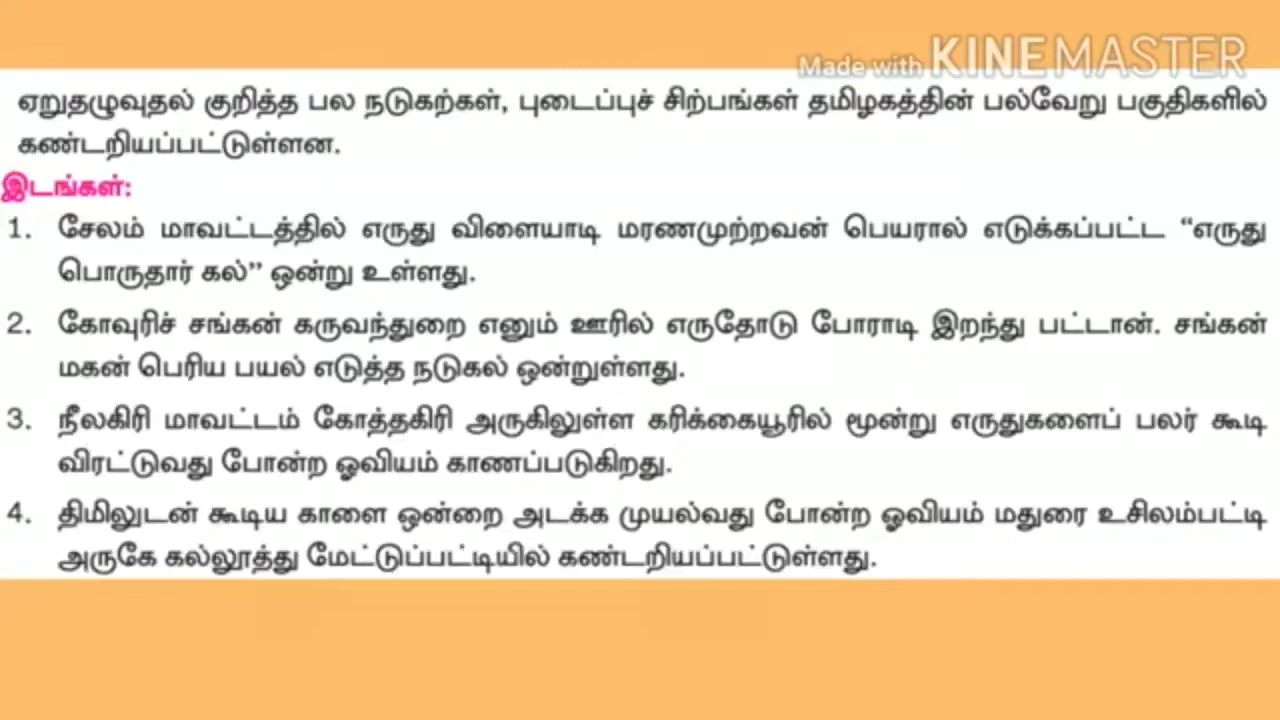 Made with KINEMASTER
ஏறுதழுவுதல் குறித்த பல நடுகற்கள், புடைப்புச் சிற்பங்கள் தமிழகத்தின் பல்வேறு பகுதிகளில்
கண்டறியப்பட்டுள்ளன.
இடங்கள்:
1. சேலம் மாவட்டத்தில் எருது விளையாடி மரணமுற்றவன் பெயரால் எடுக்கப்பட்ட “எருது
பொருதார் கல்” ஒன்று உள்ளது.
2. கோவுரிச் சங்கன் கருவந்துறை எனும் ஊரில் எருதோடு போராடி இறந்து பட்டான். சங்கன்
மகன் பெரிய பயல் எடுத்த நடுகல் ஒன்றுள்ளது.
3. நீலகிரி மாவட்டம் கோத்தகிரி அருகிலுள்ள கரிக்கையூரில் மூன்று எருதுகளைப் பலர் கூடி
விரட்டுவது போன்ற ஓவியம் காணப்படுகிறது.
4. திமிலுடன் கூடிய காளை ஒன்றை அடக்க முயல்வது போன்ற ஓவியம் மதுரை உசிலம்பட்டி
அருகே கல்லூத்து மேட்டுப்பட்டியில் கண்டறியப்பட்டுள்ளது.